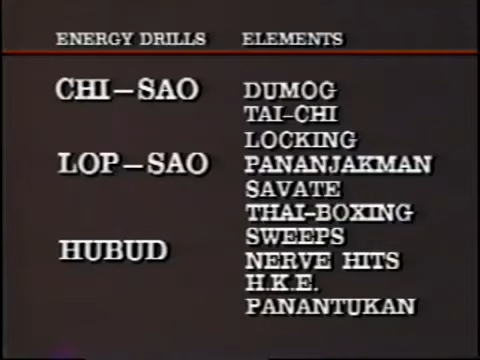 ENERGY DRILLS
ELEMENTS
CHI-SAO
LOP-SAO
HUBUD
DUMOG
TAI-CHI
LOCKING
PANANJAKMAN
SAVATE
THAI-BOXING
SWEEPS
NERVE HITS
H.K.E.
PANANTUKAN